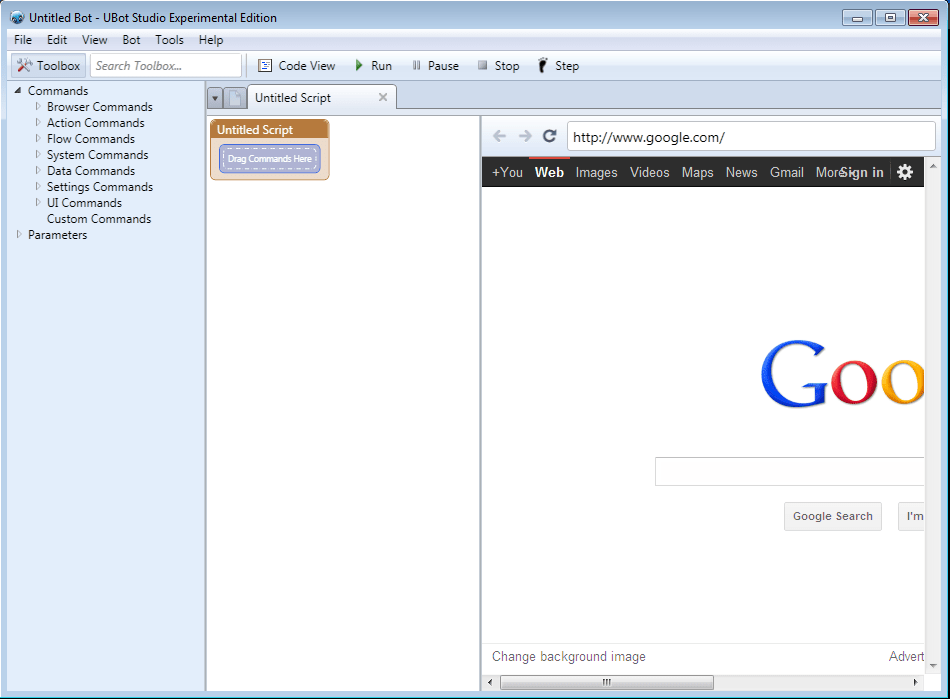 Untitled Bot - UBot Studio Experimental Edition
File Edit View Bot Tools Help
Toolbox Search Toolbox... Code View Run Pause Stop Step
Commands
Browser Commands
Action Commands
Flow Commands
System Commands
Data Commands
Settings Commands
UI Commands
Custom Commands
Parameters
Untitled Script
Untitled Script
Drag Commands Here
http://www.google.com/
+You Web Images Videos Maps News Gmail More Sign in
Goo
Google Search I'm
Change background image Advert